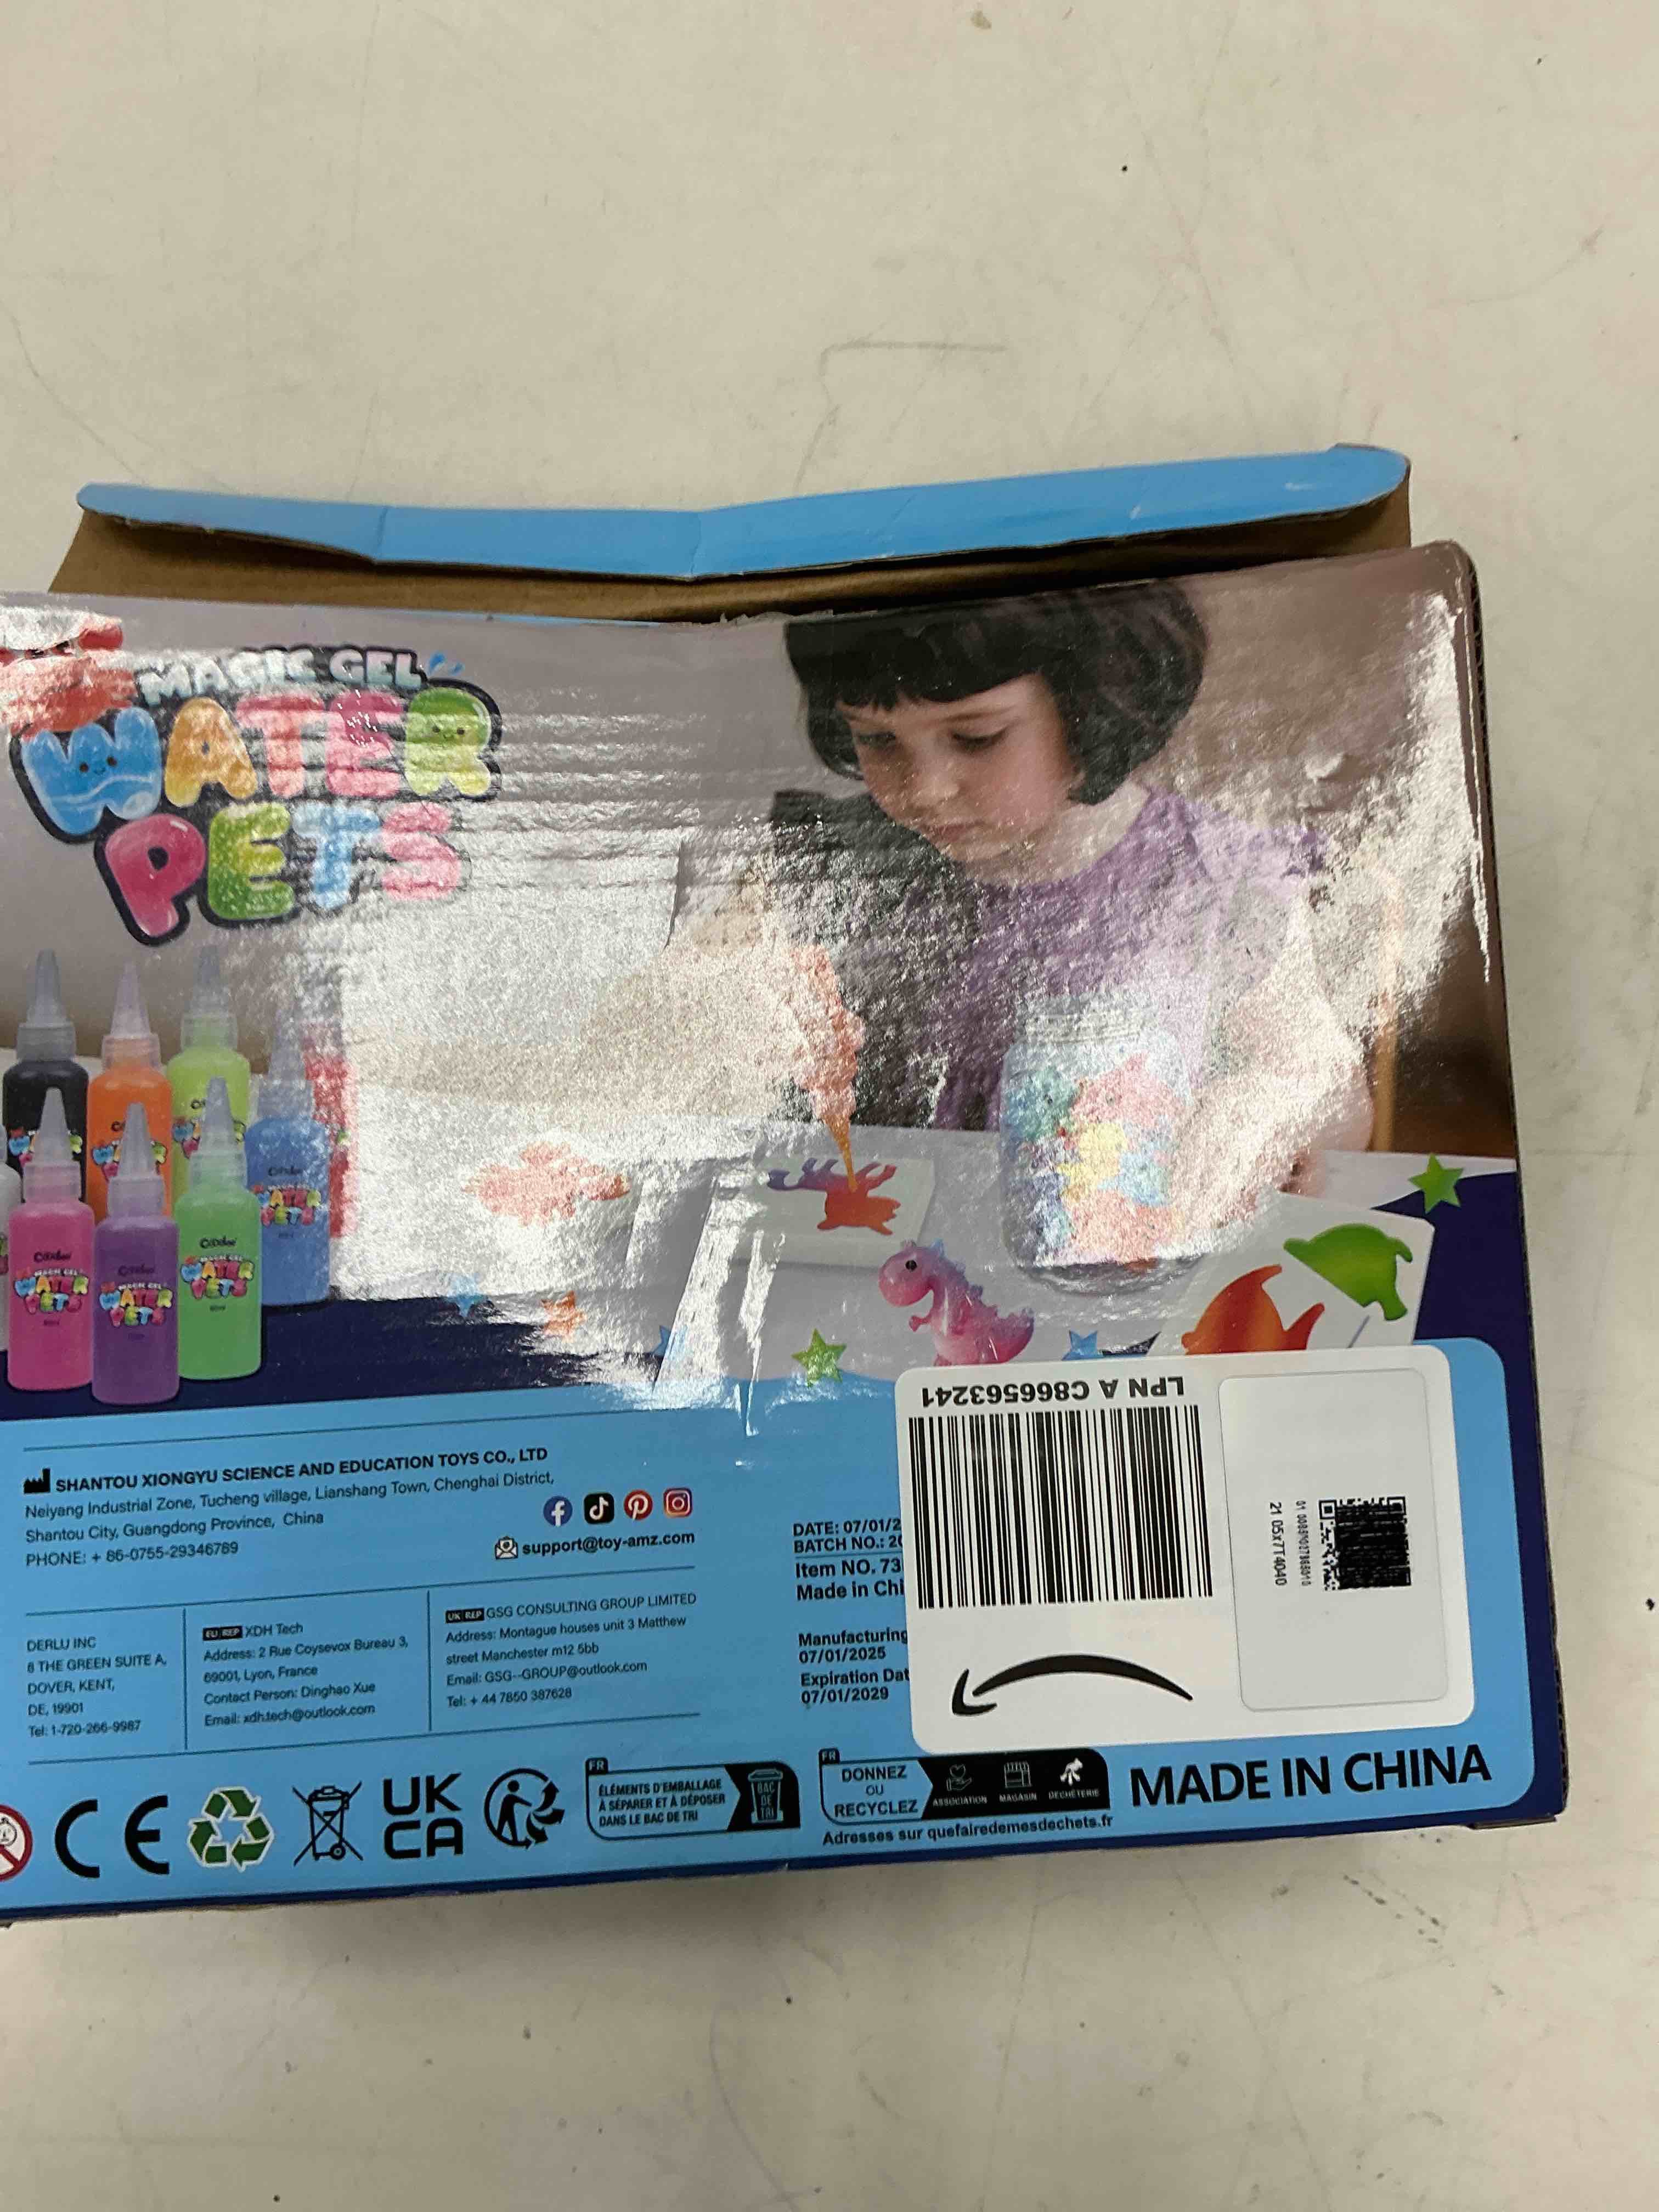 MAGIC GEL
WATER
PETS
SHANTOU XIONGYU SCIENCE AND EDUCATION TOYS CO., LTD
Neiyang Industrial Zone, Tucheng village, Lianshang Town, Chenghai District,
Shantou City, Guangdong Province, China
PHONE: + 86-0755-29346789
support@toy-amz.com
DERLU INC
8 THE GREEN SUITE A,
DOVER, KENT,
DE, 19901
Tel: 1-720-266-9987
EU REP XDH Tech
Address: 2 Rue Coysevox Bureau 3,
69001, Lyon, France
Contact Person: Dinghao Xue
Email: xdh.tech@outlook.com
UK REP GSG CONSULTING GROUP LIMITED
Address: Montague houses unit 3 Matthew
street Manchester m12 5bb
Email: GSG--GROUP@outlook.com
Tel: + 44 7850 387628
DATE: 07/01/2
BATCH NO.: 20
Item NO. 73
Made in Chi
Manufacturing
07/01/2025
Expiration Dat
07/01/2029
LPN A C866563241
CE
UK
CA
FR
ÉLÉMENTS D'EMBALLAGE
À SÉPARER ET À DÉPOSER
DANS LE BAC DE TRI
BAC
DE
TRI
FR
DONNEZ
OU
RECYCLEZ
ASSOCIATION MAGASIN DÉCHÈTERIE
Adresses sur quefairedemesdechets.fr
MADE IN CHINA